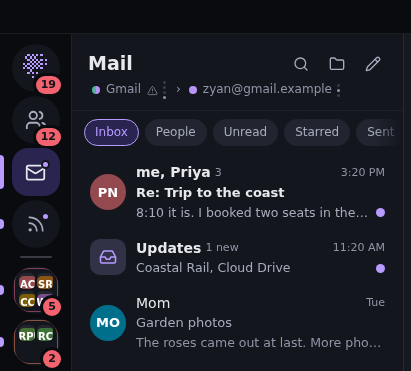 Mail
19
Gmail › zyan@gmail.example
12
Inbox People Unread Starred Sent
me, Priya 3 3:20 PM
PN Re: Trip to the coast
8:10 it is. I booked two seats in the…
Updates 1 new 11:20 AM
Coastal Rail, Cloud Drive
AC SR
CC
5
Mom Tue
MO Garden photos
The roses came out at last. More pho…
RP RC
2